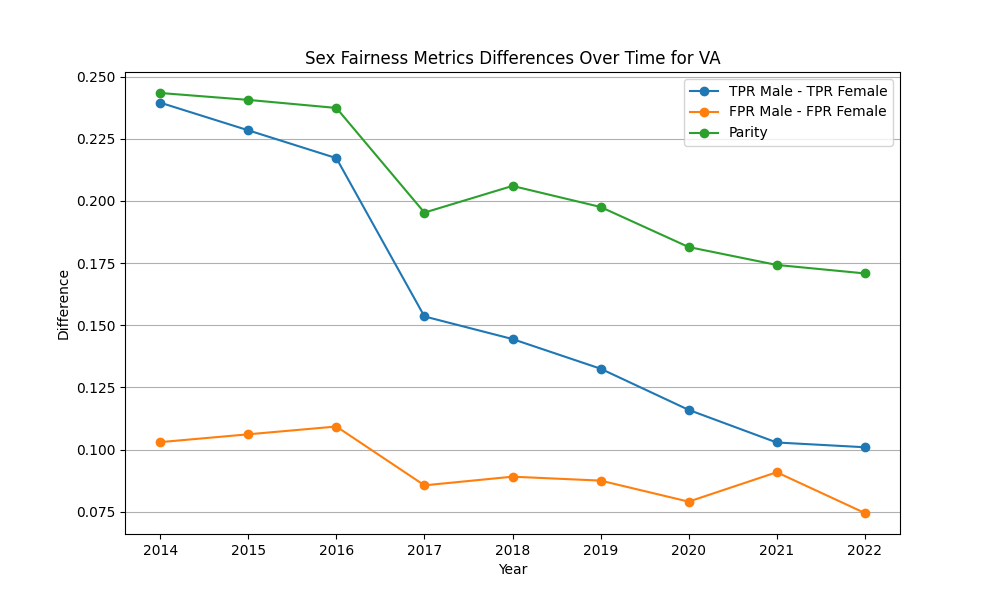 Sex Fairness Metrics Differences Over Time for VA
TPR Male - TPR Female
FPR Male - FPR Female
Parity
Difference
0.250
0.225
0.200
0.175
0.150
0.125
0.100
0.075
2014 2015 2016 2017 2018 2019 2020 2021 2022
Year